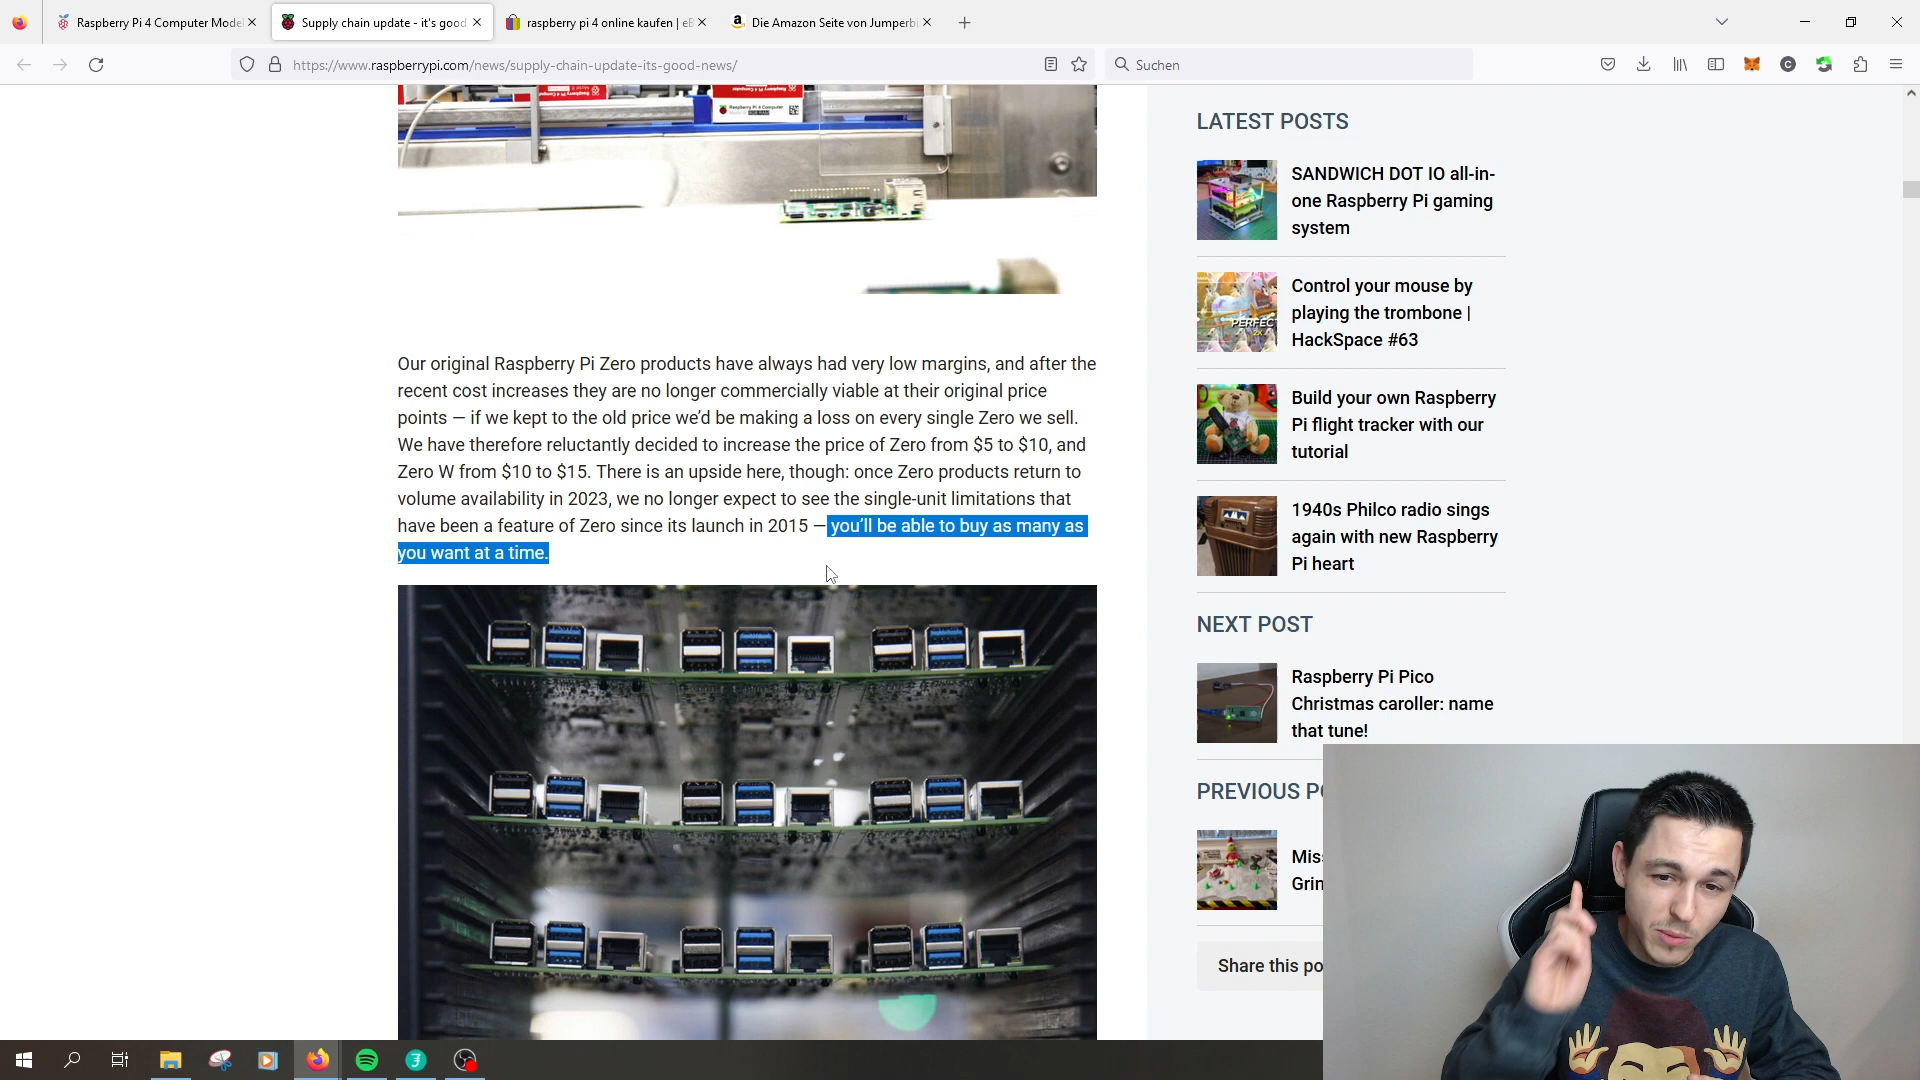 Raspberry Pi 4 Computer Model
Supply chain update - it's good
raspberry pi 4 online kaufen | eB
Die Amazon Seite von Jumperb
https://www.raspberrypi.com/news/supply-chain-update-its-good-news/
Suchen
Raspberry Pi 4 Computer
LATEST POSTS
SANDWICH DOT IO all-in-
one Raspberry Pi gaming
system
Control your mouse by
playing the trombone |
HackSpace #63
PERFEC
Build your own Raspberry
Pi flight tracker with our
tutorial
1940s Philco radio sings
again with new Raspberry
Pi heart
NEXT POST
Raspberry Pi Pico
Christmas caroller: name
that tune!
PREVIOUS PO
Mis
Grin
Share this po
Our original Raspberry Pi Zero products have always had very low margins, and after the
recent cost increases they are no longer commercially viable at their original price
points — if we kept to the old price we’d be making a loss on every single Zero we sell.
We have therefore reluctantly decided to increase the price of Zero from $5 to $10, and
Zero W from $10 to $15. There is an upside here, though: once Zero products return to
volume availability in 2023, we no longer expect to see the single-unit limitations that
have been a feature of Zero since its launch in 2015 — you’ll be able to buy as many as
you want at a time.